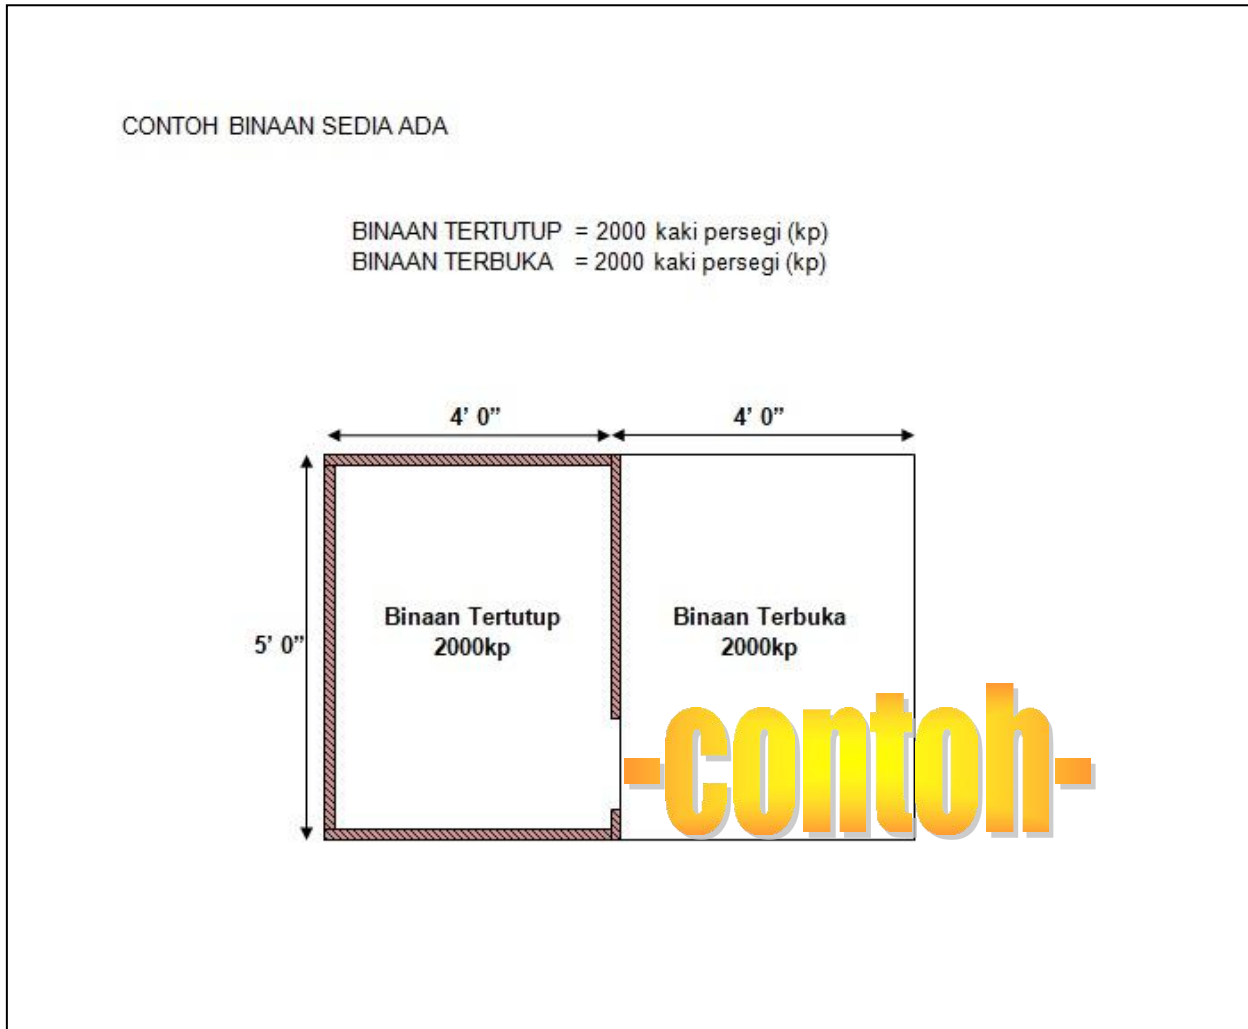 CONTOH BINAAN SEDIA ADA
BINAAN TERTUTUP = 2000 kaki persegi (kp)
BINAAN TERBUKA = 2000 kaki persegi (kp)
4’ 0”
4’ 0”
5’ 0”
Binaan Tertutup
2000kp
Binaan Terbuka
2000kp
-contoh-